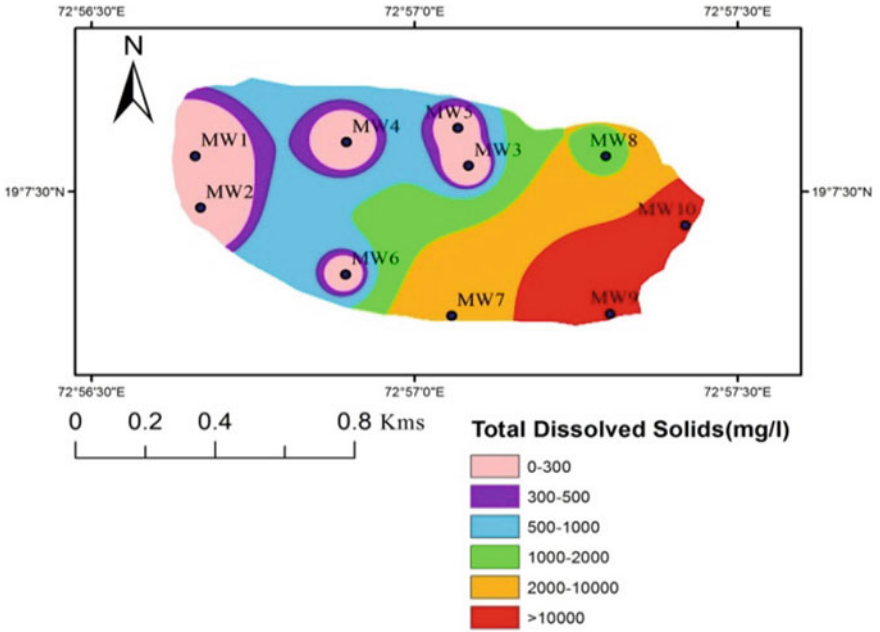 72°56'30"E 72°57'0"E 72°57'30"E
N
MW5
MW4
MW1
MW8
MW3
19°7'30"N 19°7'30"N
MW2
MW10
MW6
MW7 MW9
72°56'30"E 72°57'0"E 72°57'30"E
0 0.2 0.4 0.8 Kms
Total Dissolved Solids(mg/l)
0-300
300-500
500-1000
1000-2000
2000-10000
>10000